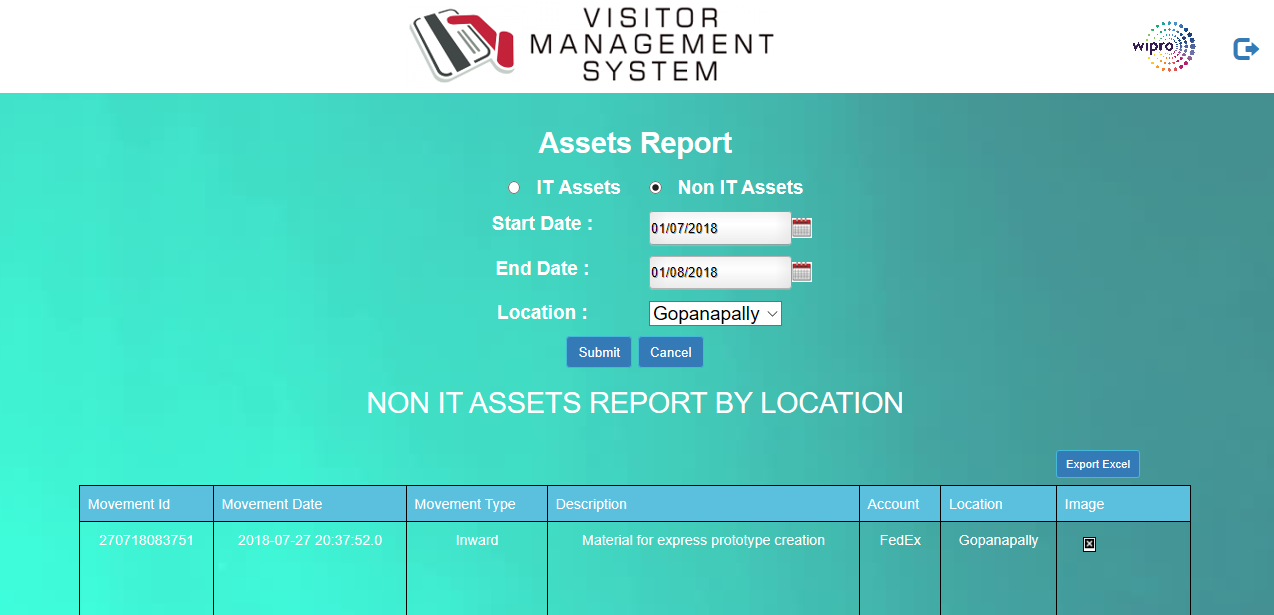 VISITOR
MANAGEMENT
SYSTEM
wipro
Assets Report
IT Assets Non IT Assets
Start Date : 01/07/2018
End Date : 01/08/2018
Location : Gopanapally
Submit Cancel
NON IT ASSETS REPORT BY LOCATION
Export Excel
Movement Id Movement Date Movement Type Description Account Location Image
270718083751 2018-07-27 20:37:52.0 Inward Material for express prototype creation FedEx Gopanapally